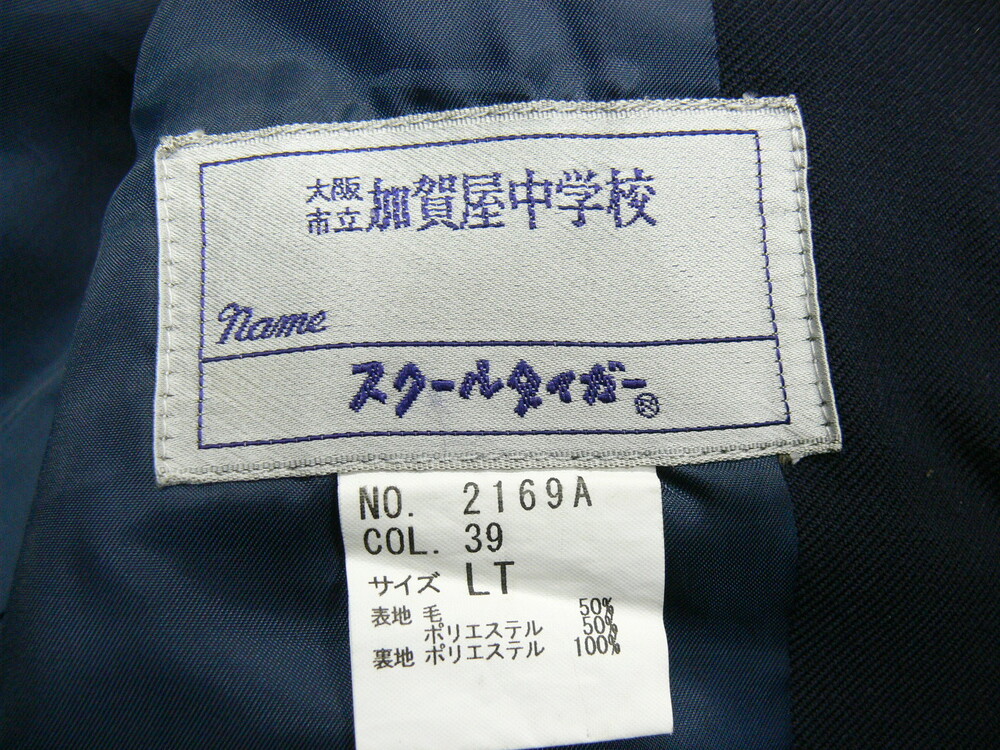 大阪市立 加賀屋中学校
Name
スクールタイガー®
NO. 2169A
COL. 39
サイズ LT
表地 毛 50%
ポリエステル 50%
裏地 ポリエステル 100%